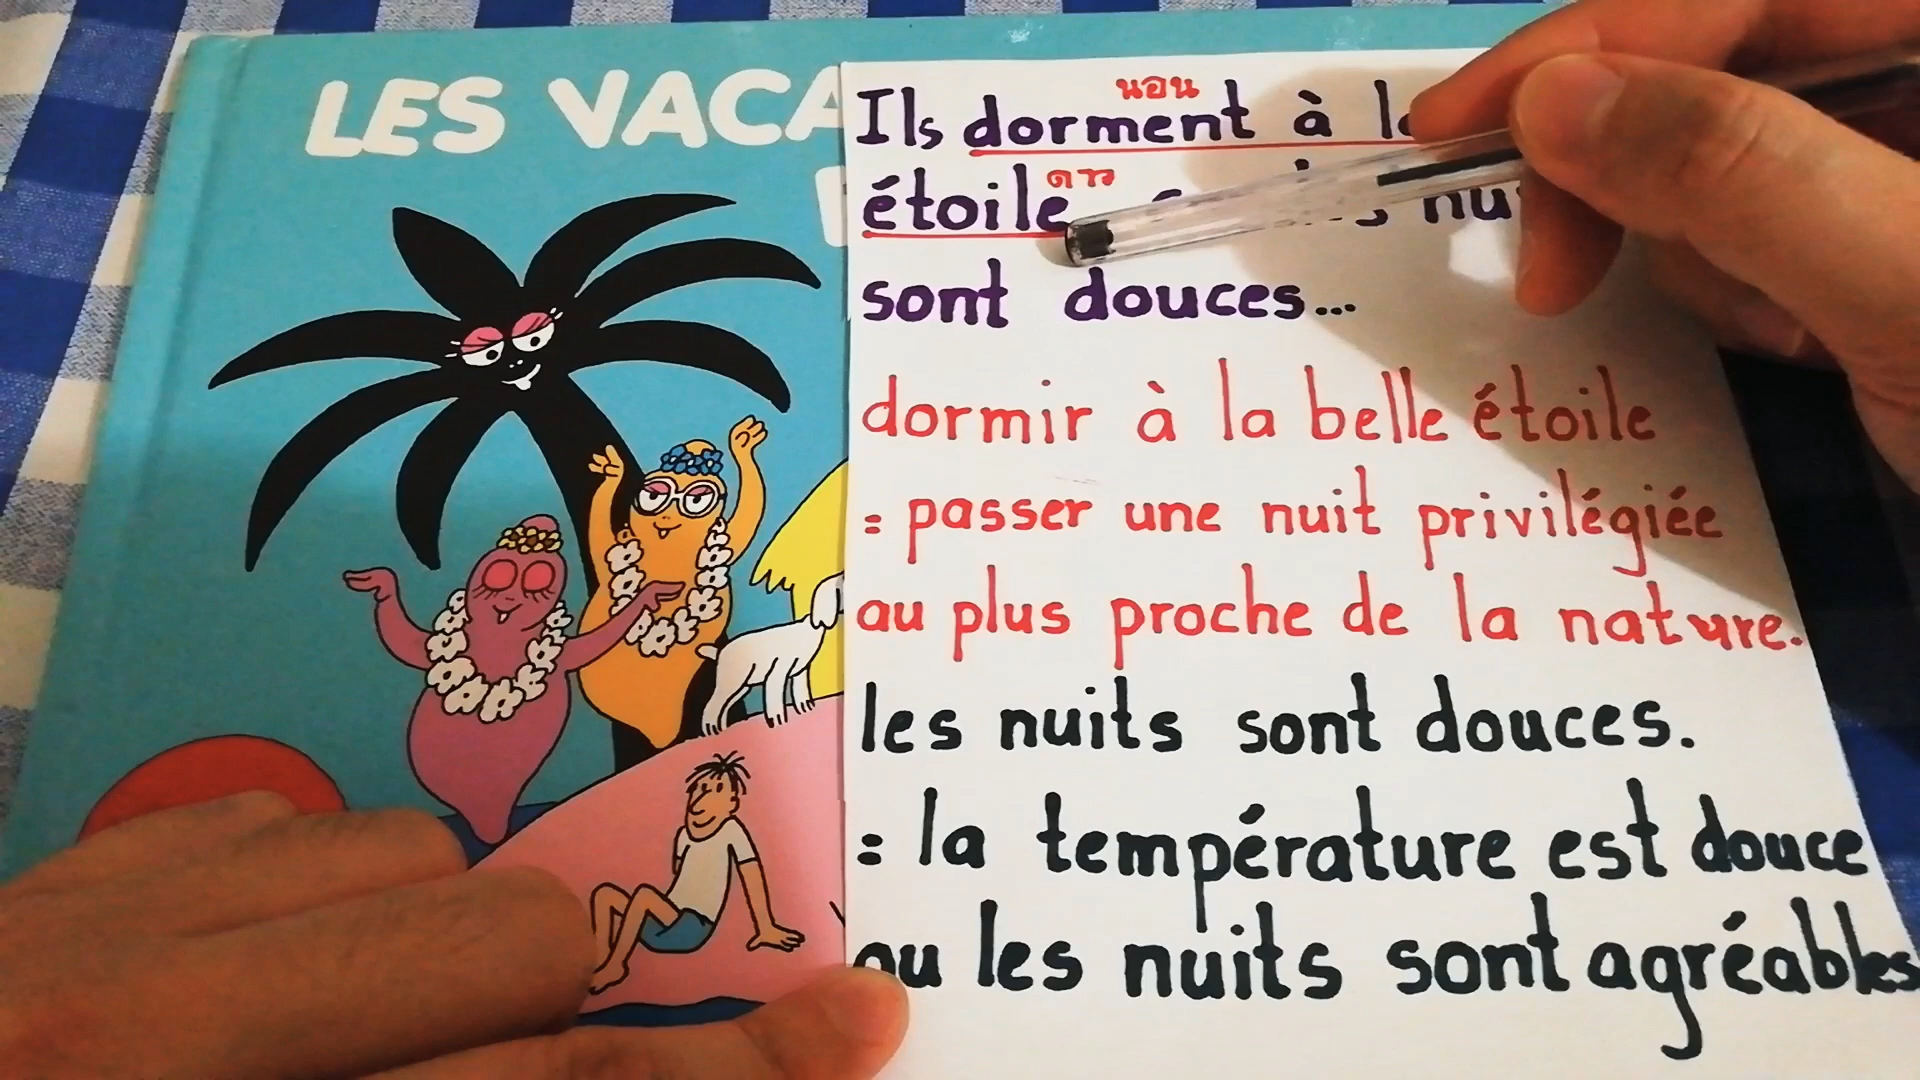 LES VACA
นอน
Ils dorment à
ดาว
étoile
sont douces...
dormir à la belle étoile
= passer une nuit privilégiée
au plus proche de la nature.
les nuits sont douces.
= la température est douce
ou les nuits sont agréables